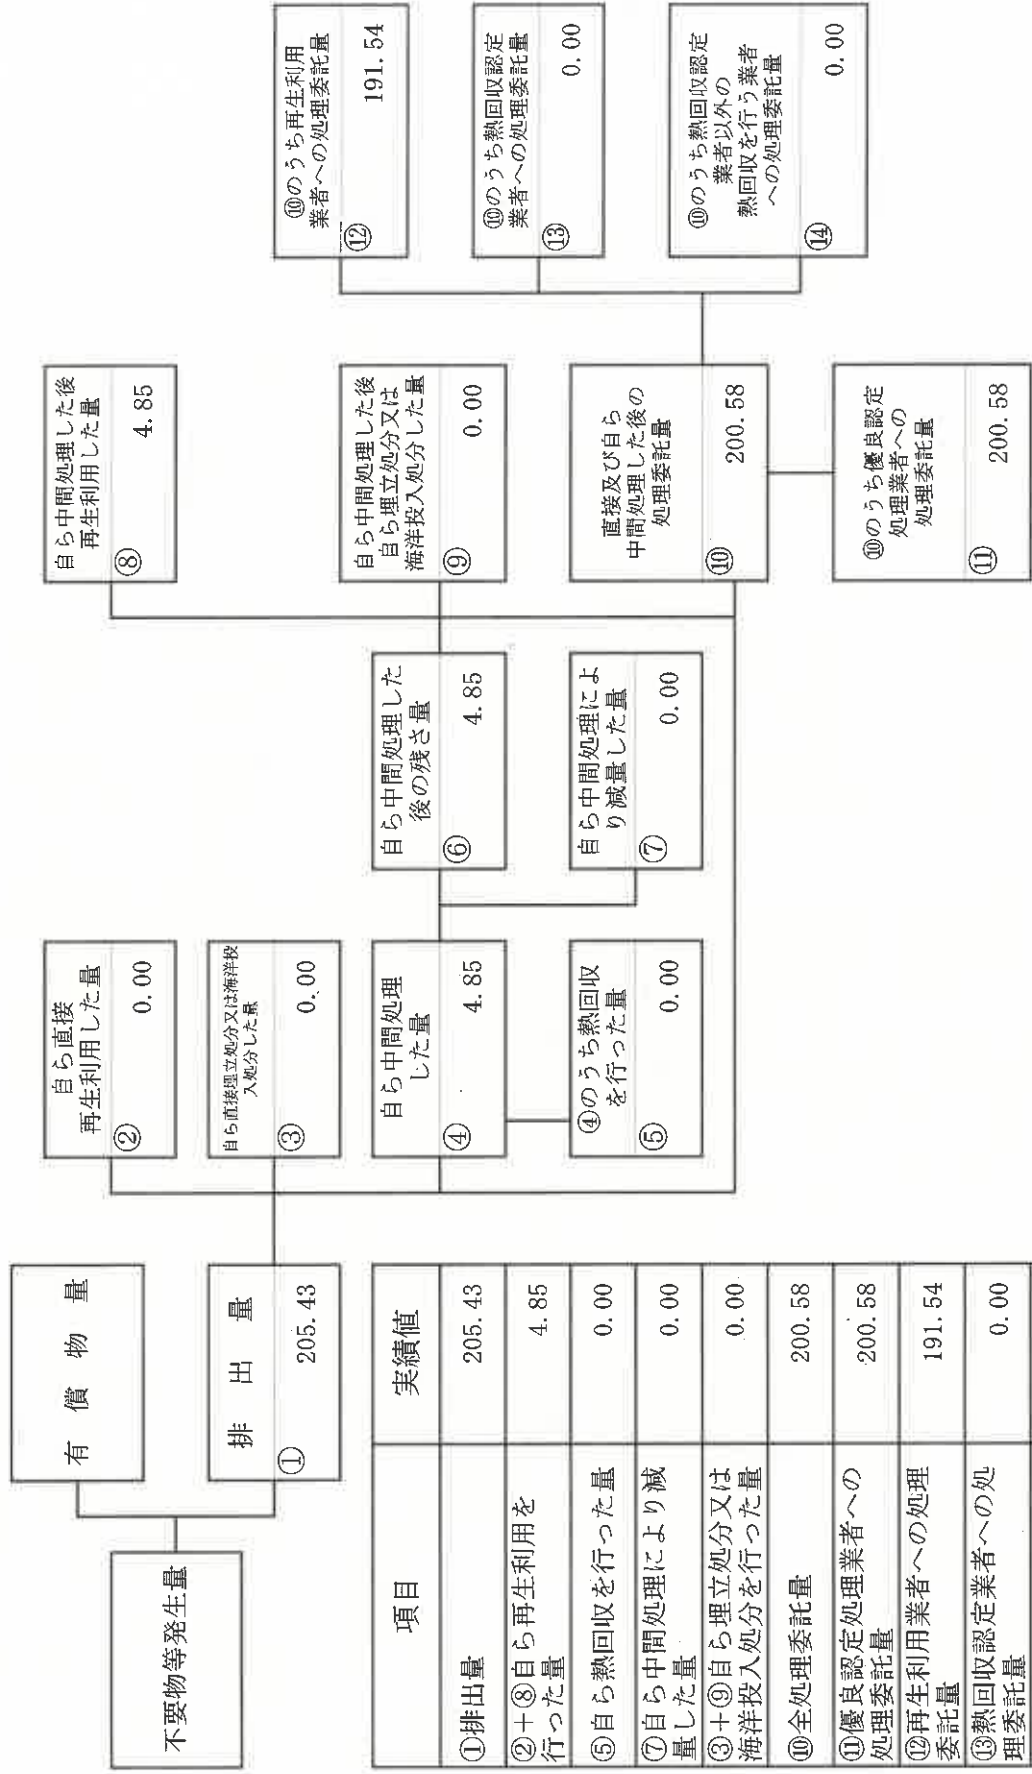 不要物等発生量
有償物量
排出量
①
205.43
自ら直接
再生利用した量
②
0.00
自ら直接埋立処分又は海洋投
入処分した量
③
0.00
自ら中間処理
した量
④
4.85
④のうち熱回収
を行った量
⑤
0.00
自ら中間処理した
後の残さ量
⑥
4.85
自ら中間処理によ
り減量した量
⑦
0.00
自ら中間処理した後
再生利用した量
⑧
4.85
自ら中間処理した後
自ら埋立処分又は
海洋投入処分した量
⑨
0.00
直接及び自ら
中間処理した後の
処理委託量
⑩
200.58
⑩のうち優良認定
処理業者への
処理委託量
⑪
200.58
⑩のうち再生利用
業者への処理委託量
⑫
191.54
⑩のうち熱回収認定
業者への処理委託量
⑬
0.00
⑩のうち熱回収認定
業者以外の
熱回収を行う業者
への処理委託量
⑭
0.00
項目 実績値
①排出量 205.43
②+⑧自ら再生利用を
行った量 4.85
⑤自ら熱回収を行った量 0.00
⑦自ら中間処理により減
量した量 0.00
③+⑨自ら埋立処分又は
海洋投入処分を行った量 0.00
⑩全処理委託量 200.58
⑪優良認定処理業者への
処理委託量 200.58
⑫再生利用業者への処理
委託量 191.54
⑬熱回収認定業者への処
理委託量 0.00